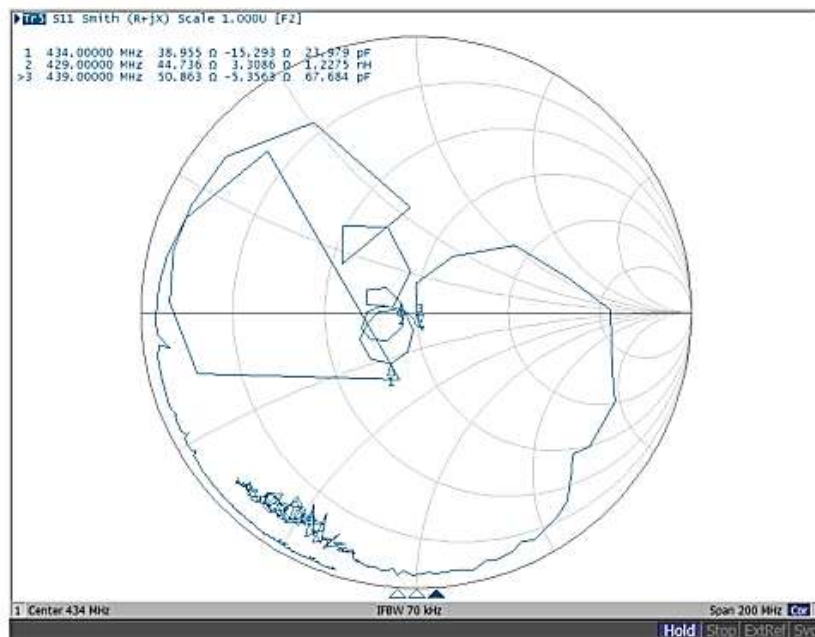 Tr5 S11 Smith (R+jX) Scale 1.000U [F2]
1 434.00000 MHz 38.955 Ω -15.293 Ω 23.979 pF
2 429.00000 MHz 44.736 Ω 3.3086 Ω 1.2275 nH
>3 439.00000 MHz 50.863 Ω -5.3563 Ω 67.684 pF
1
1 Center 434 MHz IFBW 70 kHz Span 200 MHz Cor
Hold Stop ExtRef Svc